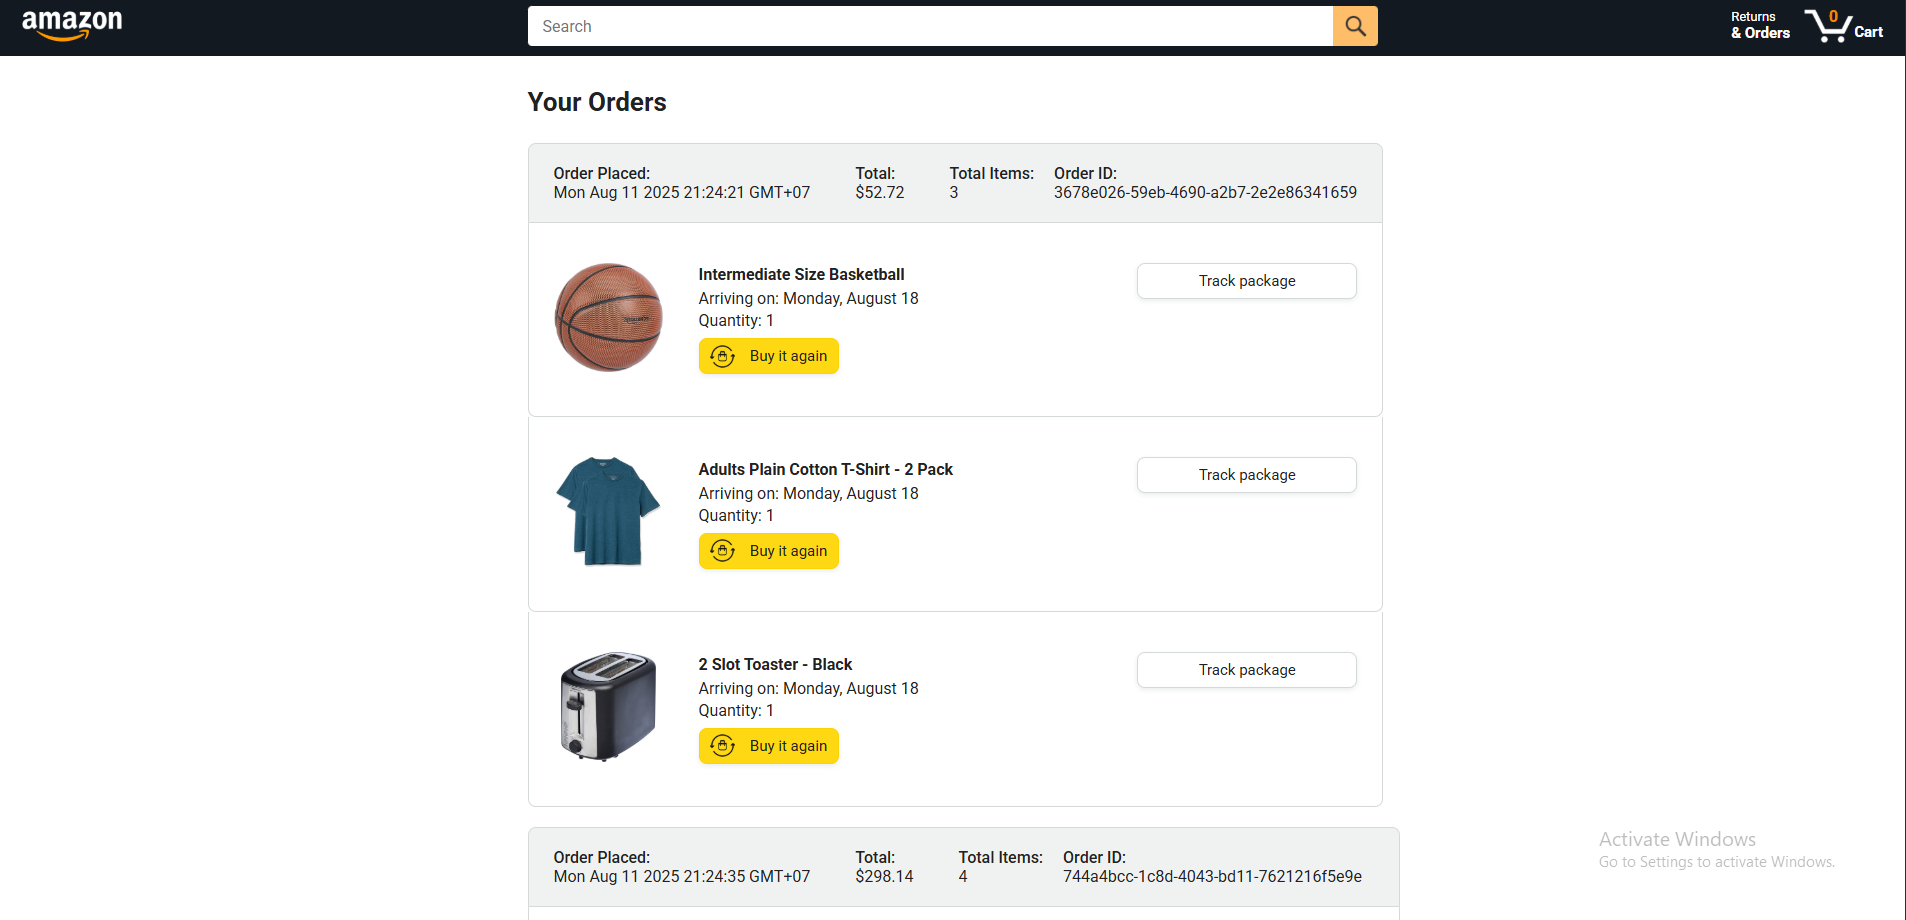 amazon
Search
Returns
& Orders
0
Cart
Your Orders
Order Placed:
Mon Aug 11 2025 21:24:21 GMT+07
Total:
$52.72
Total Items:
3
Order ID:
3678e026-59eb-4690-a2b7-2e2e86341659
Intermediate Size Basketball
Arriving on: Monday, August 18
Quantity: 1
Buy it again
Track package
Adults Plain Cotton T-Shirt - 2 Pack
Arriving on: Monday, August 18
Quantity: 1
Buy it again
Track package
2 Slot Toaster - Black
Arriving on: Monday, August 18
Quantity: 1
Buy it again
Track package
Order Placed:
Mon Aug 11 2025 21:24:35 GMT+07
Total:
$298.14
Total Items:
4
Order ID:
744a4bcc-1c8d-4043-bd11-7621216f5e9e
Activate Windows
Go to Settings to activate Windows.